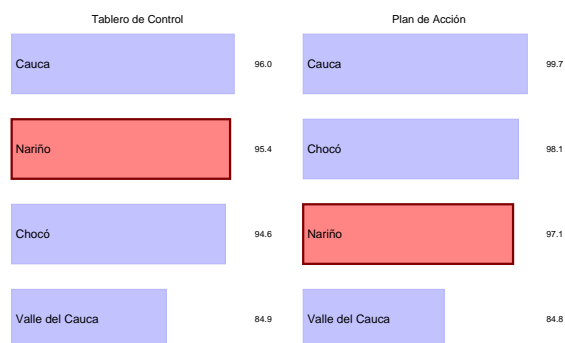 Tablero de Control
Cauca 96.0
Nariño 95.4
Chocó 94.6
Valle del Cauca 84.9
Plan de Acción
Cauca 99.7
Chocó 98.1
Nariño 97.1
Valle del Cauca 84.8